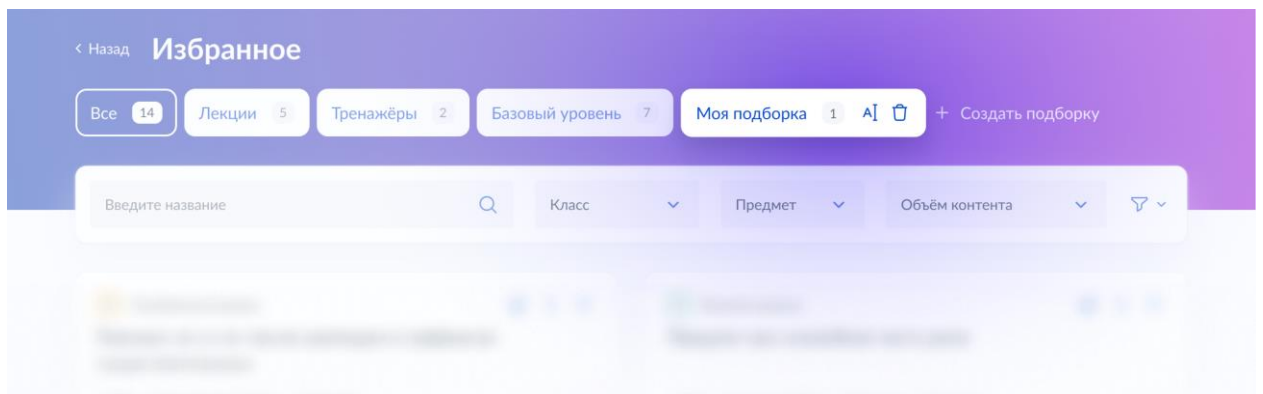 < Назад Избранное
Все 14 Лекции 5 Тренажёры 2 Базовый уровень 7 Моя подборка 1 + Создать подборку
Введите название Класс Предмет Объём контента